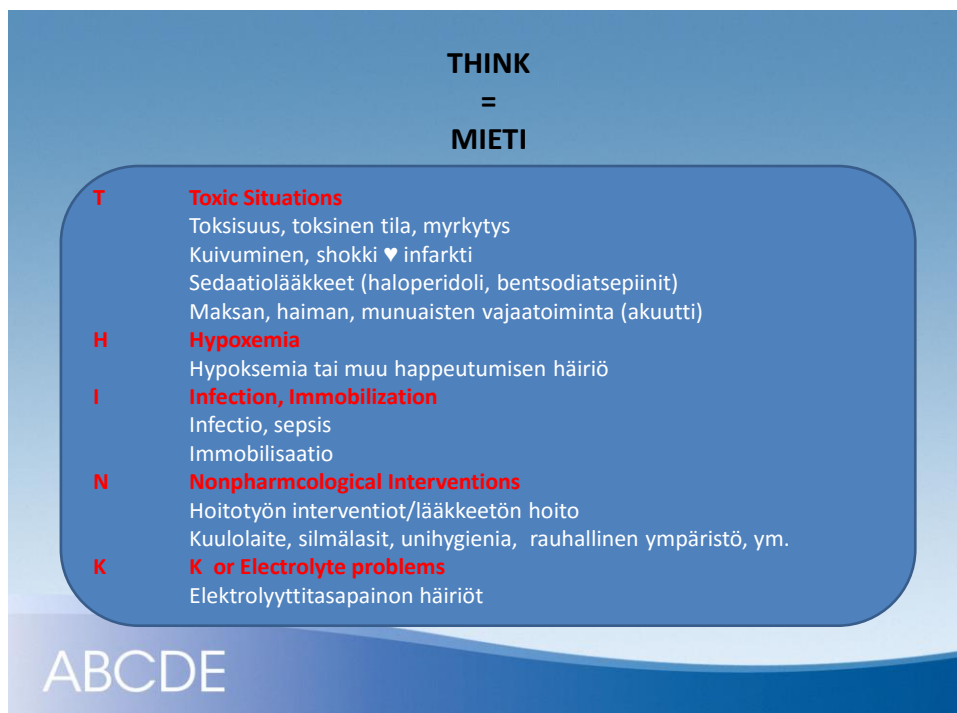 THINK
=
MIETI
T Toxic Situations
Toksisuus, toksinen tila, myrkytys
Kuivuminen, shokki ♥ infarkti
Sedaatiolääkkeet (haloperidoli, bentsodiatsepiinit)
Maksan, haiman, munuaisten vajaatoiminta (akuutti)
H Hypoxemia
Hypoksemia tai muu happeutumisen häiriö
I Infection, Immobilization
Infectio, sepsis
Immobilisaatio
N Nonpharmcological Interventions
Hoitotyön interventiot/lääkkeetön hoito
Kuulolaite, silmälasit, unihygienia, rauhallinen ympäristö, ym.
K K or Electrolyte problems
Elektrolyyttitasapainon häiriöt
ABCDE